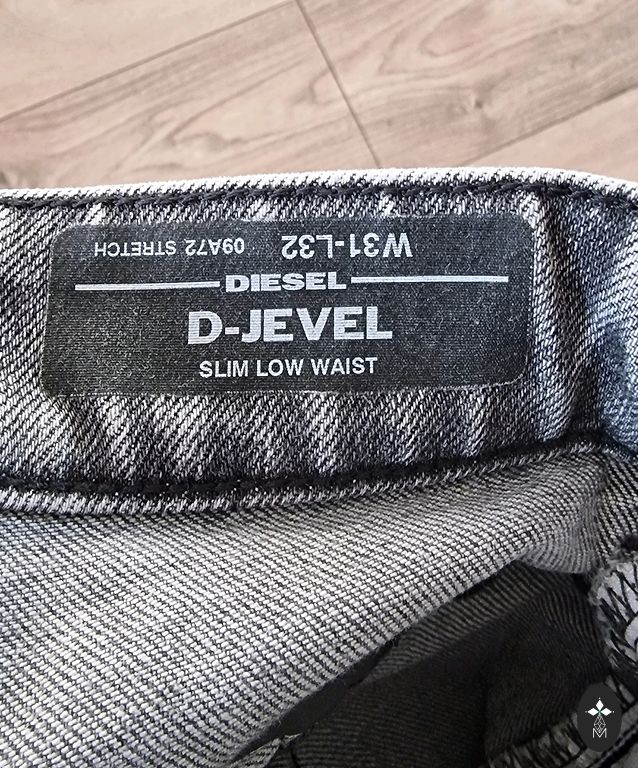 W31-L32 09A72 STRETCH
DIESEL
D-JEVEL
SLIM LOW WAIST
M